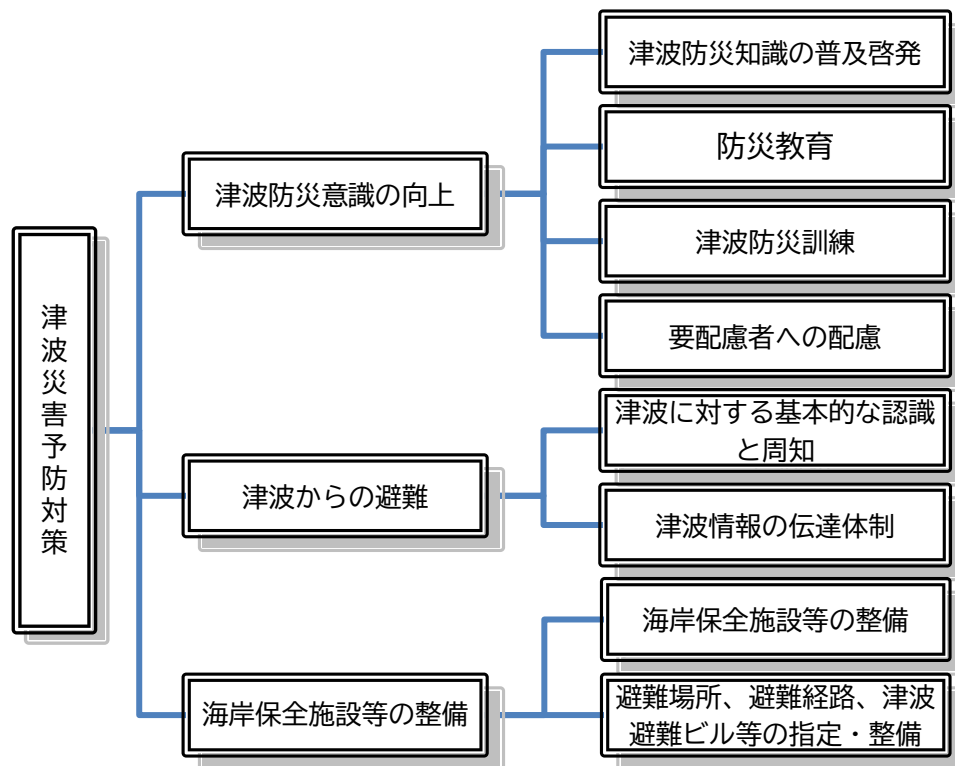 津波災害予防対策
津波防災意識の向上
津波防災知識の普及啓発
防災教育
津波防災訓練
要配慮者への配慮
津波からの避難
津波に対する基本的な認識
と周知
津波情報の伝達体制
海岸保全施設等の整備
海岸保全施設等の整備
避難場所、避難経路、津波
避難ビル等の指定・整備